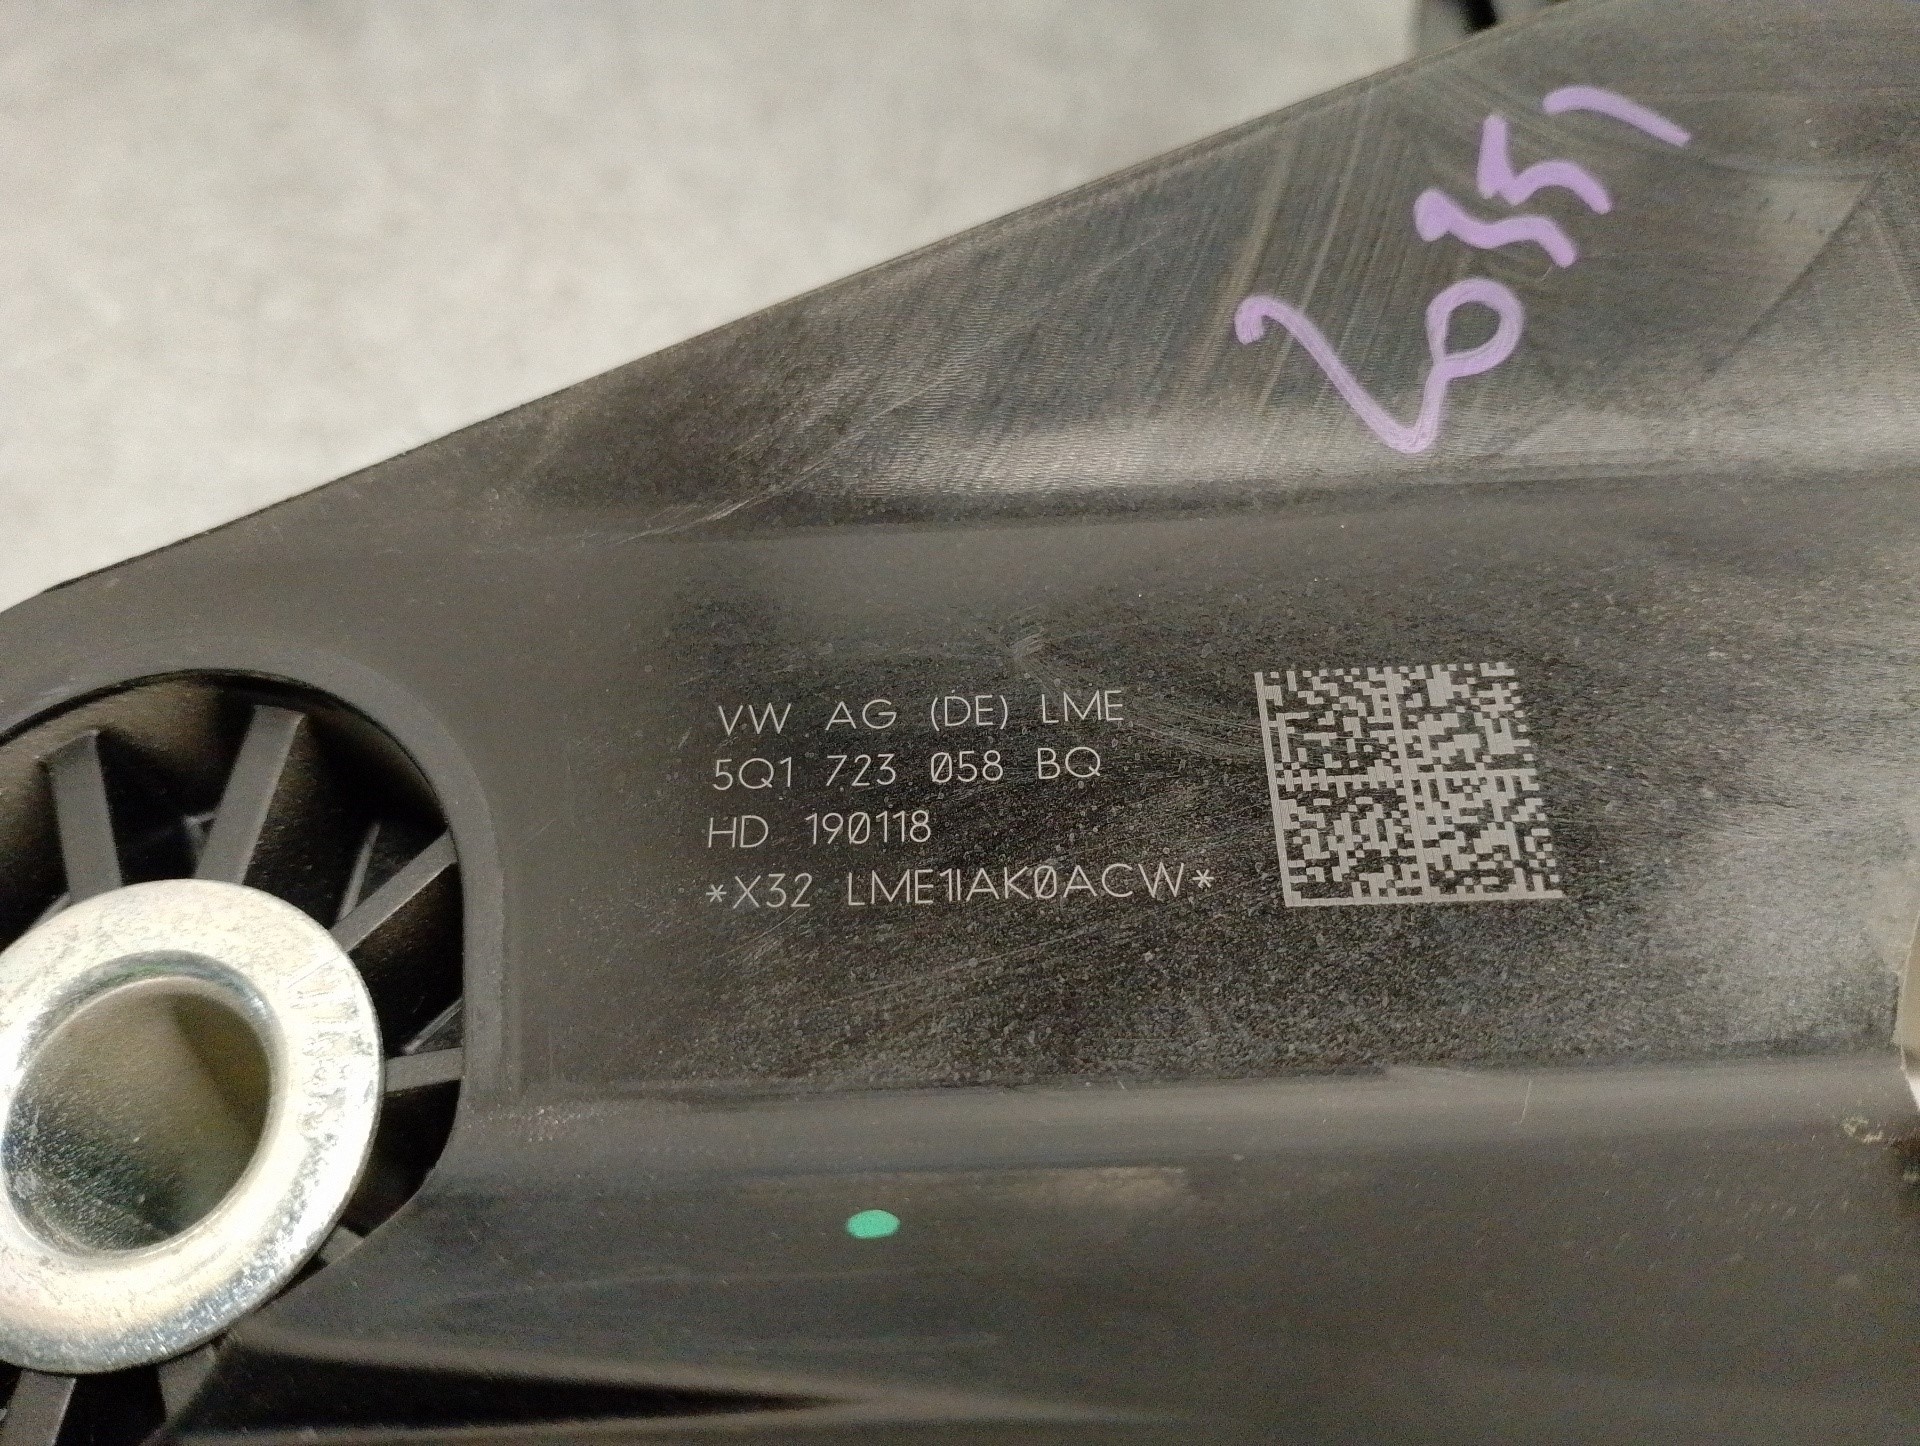 VW AG (DE) LME
5Q1 723 058 BQ
HD 190118
*X32 LME1IAK0ACW*